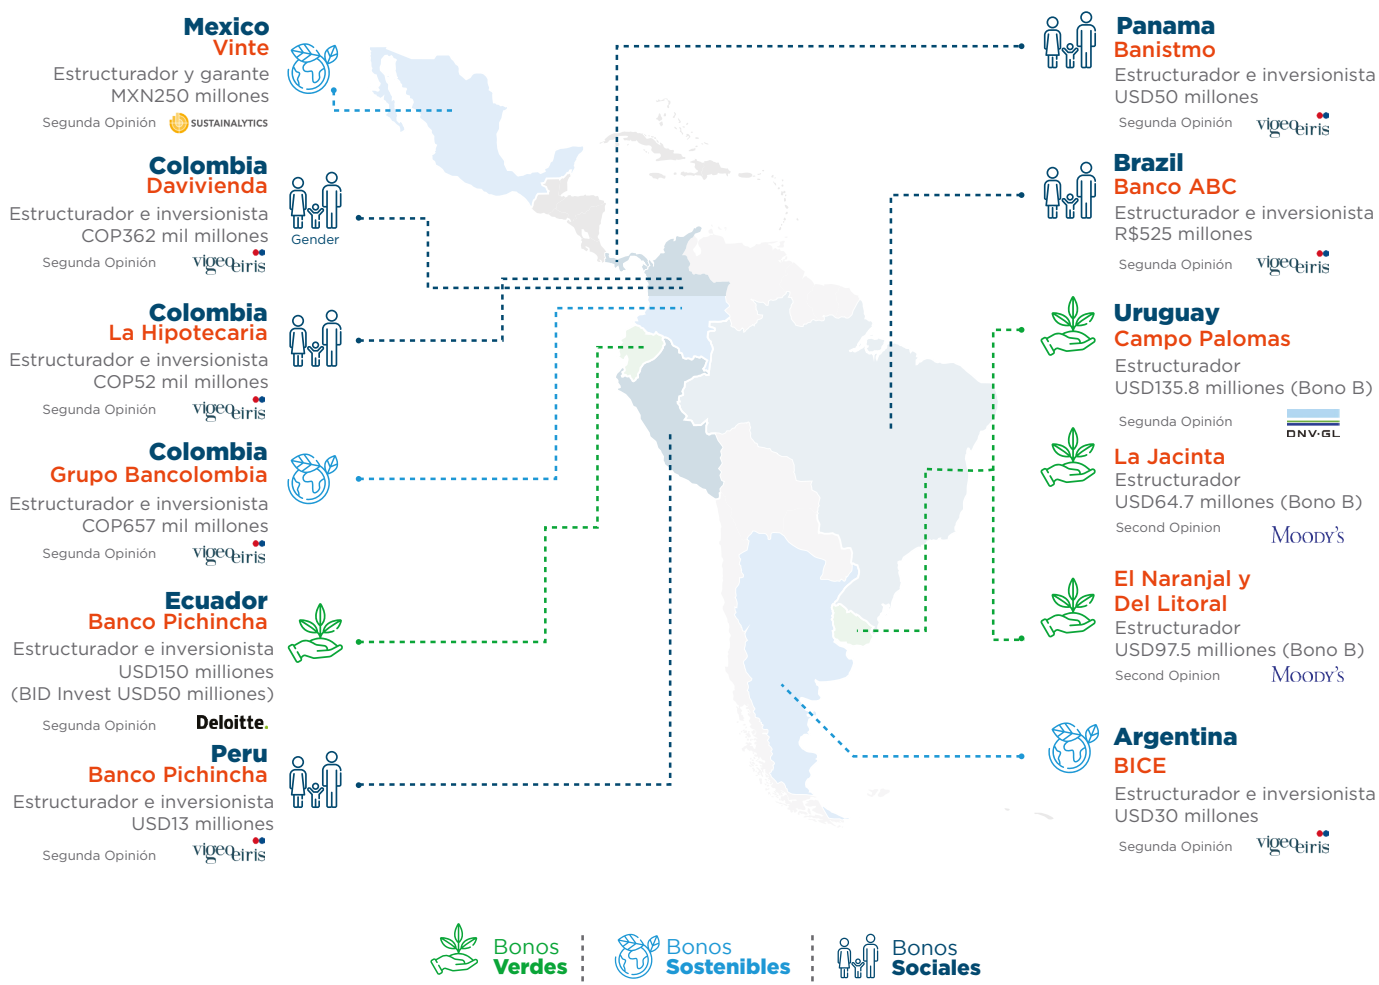 Mexico
Vinte
Estructurador y garante
MXN250 millones
Segunda Opinión SUSTAINALYTICS
Colombia
Davivienda
Estructurador e inversionista
COP362 mil millones
Gender
Segunda Opinión vigeoeiris
Colombia
La Hipotecaria
Estructurador e inversionista
COP52 mil millones
Segunda Opinión vigeoeiris
Colombia
Grupo Bancolombia
Estructurador e inversionista
COP657 mil millones
Segunda Opinión vigeoeiris
Ecuador
Banco Pichincha
Estructurador e inversionista
USD150 milliones
(BID Invest USD50 milliones)
Segunda Opinión Deloitte.
Peru
Banco Pichincha
Estructurador e inversionista
USD13 milliones
Segunda Opinión vigeoeiris
Panama
Banistmo
Estructurador e inversionista
USD50 millones
Segunda Opinión vigeoeiris
Brazil
Banco ABC
Estructurador e inversionista
R$525 millones
Segunda Opinión vigeoeiris
Uruguay
Campo Palomas
Estructurador
USD135.8 milliones (Bono B)
Segunda Opinión DNV·GL
La Jacinta
Estructurador
USD64.7 millones (Bono B)
Second Opinion MOODY'S
El Naranjal y
Del Litoral
Estructurador
USD97.5 milliones (Bono B)
Second Opinion MOODY'S
Argentina
BICE
Estructurador e inversionista
USD30 millones
Segunda Opinión vigeoeiris
Bonos
Verdes
Bonos
Sostenibles
Bonos
Sociales